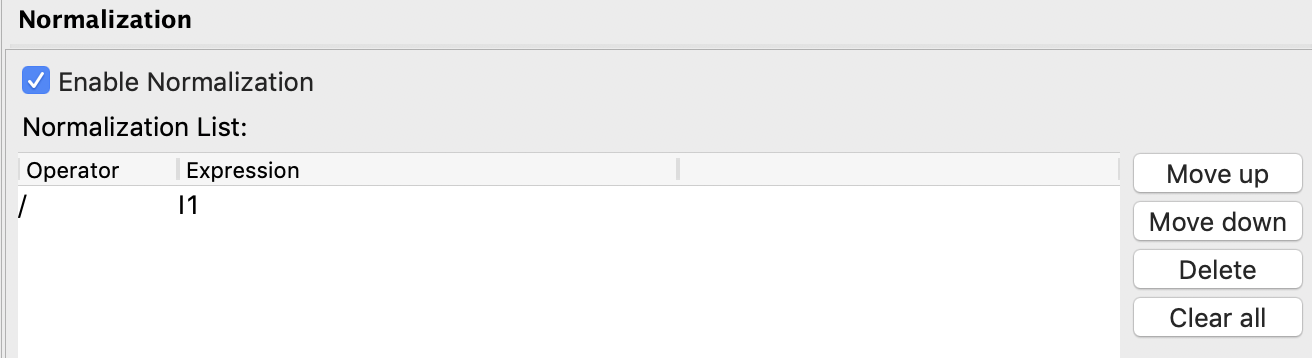 Normalization
Enable Normalization
Normalization List:
Operator Expression
/ I1
Move up
Move down
Delete
Clear all